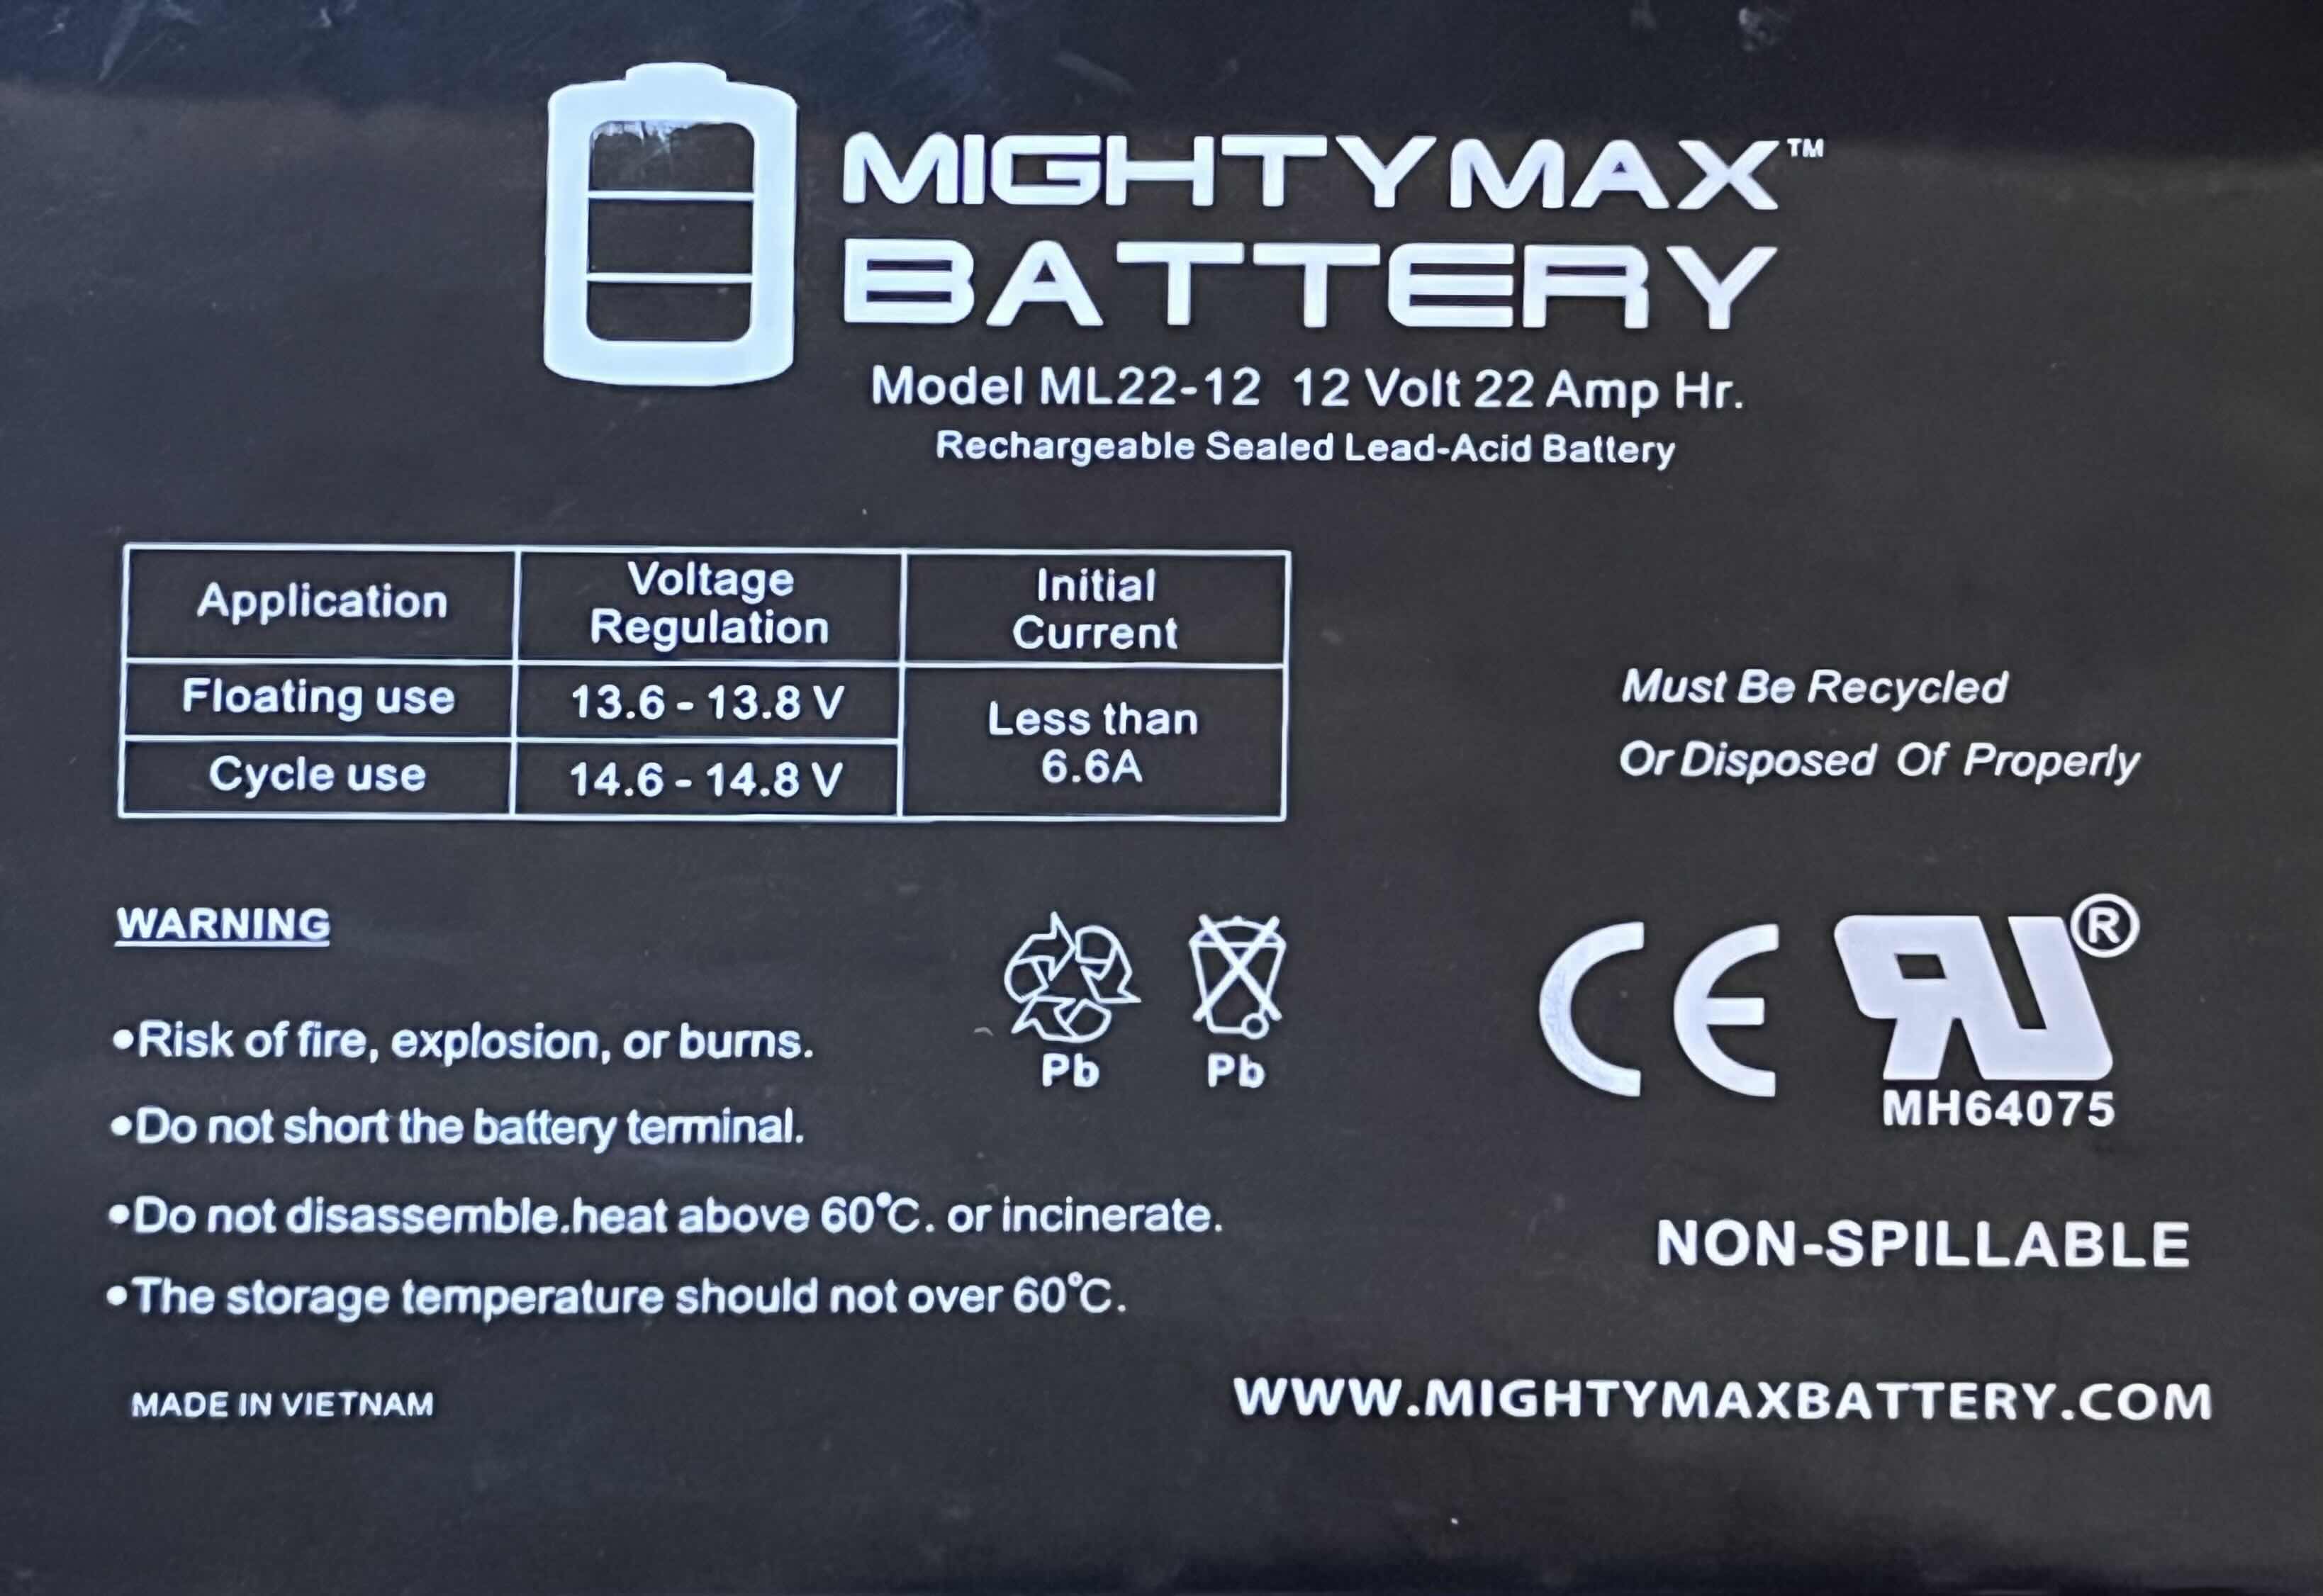 MIGHTYMAX™
BATTERY
Model ML22-12 12 Volt 22 Amp Hr.
Rechargeable Sealed Lead-Acid Battery
Application
Voltage
Regulation
Initial
Current
Floating use
13.6 - 13.8 V
Less than
6.6A
Cycle use
14.6 - 14.8 V
Must Be Recycled
Or Disposed Of Properly
WARNING
•Risk of fire, explosion, or burns.
•Do not short the battery terminal.
•Do not disassemble.heat above 60°C. or incinerate.
•The storage temperature should not over 60°C.
Pb
Pb
CE
RU®
MH64075
NON-SPILLABLE
MADE IN VIETNAM
WWW.MIGHTYMAXBATTERY.COM